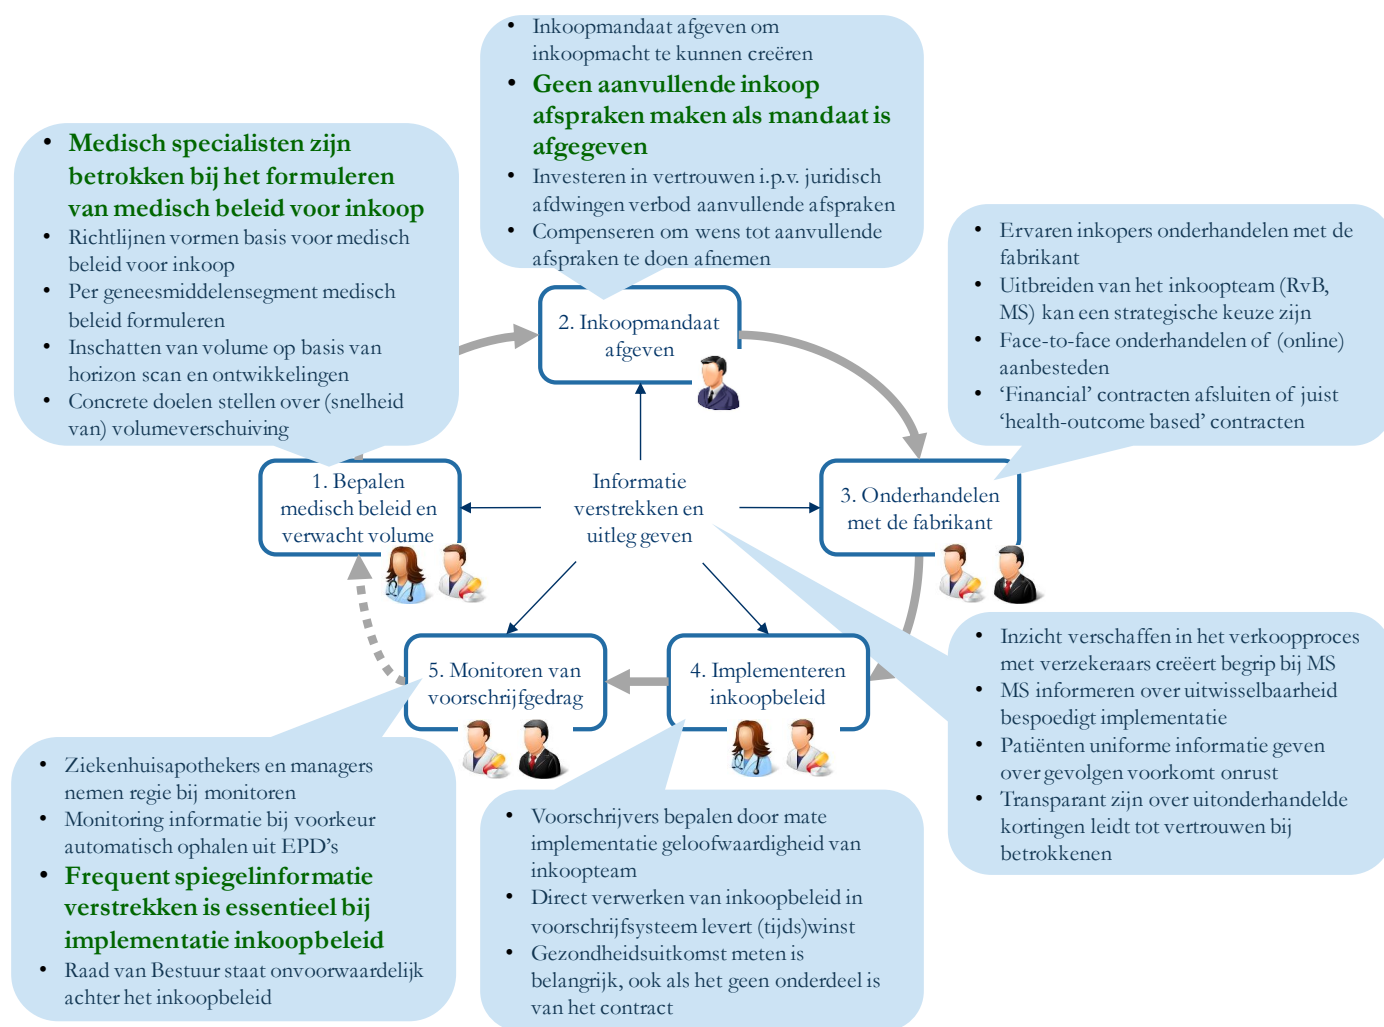 • Inkoopmandaat afgeven om
inkoopmacht te kunnen creëren
• Geen aanvullende inkoop
afspraken maken als mandaat is
afgegeven
• Investeren in vertrouwen i.p.v. juridisch
afdwingen verbod aanvullende afspraken
• Compenseren om wens tot aanvullende
afspraken te doen afnemen
• Medisch specialisten zijn
betrokken bij het formuleren
van medisch beleid voor inkoop
• Richtlijnen vormen basis voor medisch
beleid voor inkoop
• Per geneesmiddelensegment medisch
beleid formuleren
• Inschatten van volume op basis van
horizon scan en ontwikkelingen
• Concrete doelen stellen over (snelheid
van) volumeverschuiving
• Ervaren inkopers onderhandelen met de
fabrikant
• Uitbreiden van het inkoopteam (RvB,
MS) kan een strategische keuze zijn
• Face-to-face onderhandelen of (online)
aanbesteden
• ‘Financial’ contracten afsluiten of juist
‘health-outcome based’ contracten
2. Inkoopmandaat
afgeven
1. Bepalen
medisch beleid en
verwacht volume
Informatie
verstrekken en
uitleg geven
3. Onderhandelen
met de fabrikant
5. Monitoren van
voorschrijfgedrag
4. Implementeren
inkoopbeleid
• Inzicht verschaffen in het verkoopproces
met verzekeraars creëert begrip bij MS
• MS informeren over uitwisselbaarheid
bespoedigt implementatie
• Patiënten uniforme informatie geven
over gevolgen voorkomt onrust
• Transparant zijn over uitonderhandelde
kortingen leidt tot vertrouwen bij
betrokkenen
• Ziekenhuisapothekers en managers
nemen regie bij monitoren
• Monitoring informatie bij voorkeur
automatisch ophalen uit EPD’s
• Frequent spiegelinformatie
verstrekken is essentieel bij
implementatie inkoopbeleid
• Raad van Bestuur staat onvoorwaardelijk
achter het inkoopbeleid
• Voorschrijvers bepalen door mate
implementatie geloofwaardigheid van
inkoopteam
• Direct verwerken van inkoopbeleid in
voorschrijfsysteem levert (tijds)winst
• Gezondheidsuitkomst meten is
belangrijk, ook als het geen onderdeel is
van het contract